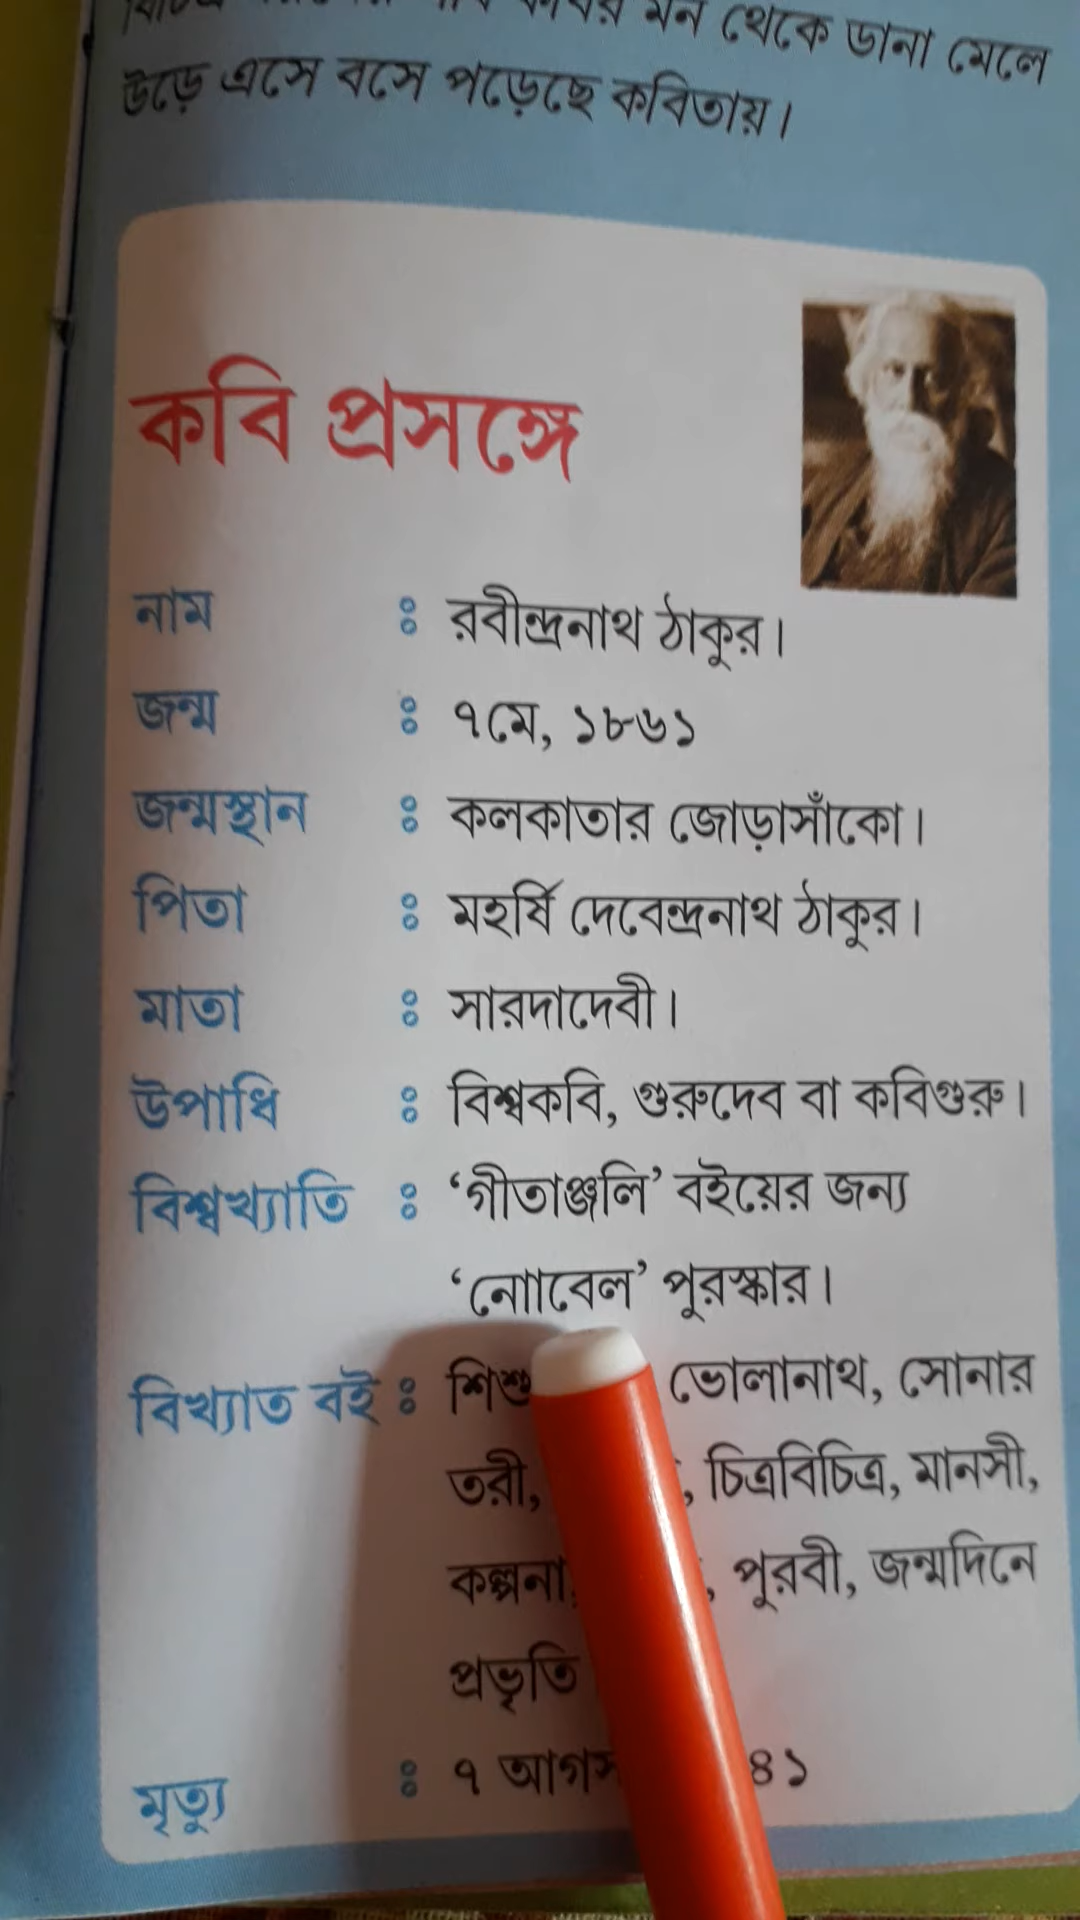 মন থেকে ডানা মেলে
উড়ে এসে বসে পড়েছে কবিতায়।
কবি প্রসঙ্গে
নাম : রবীন্দ্রনাথ ঠাকুর।
জন্ম : ৭মে, ১৮৬১
জন্মস্থান : কলকাতার জোড়াসাঁকো।
পিতা : মহর্ষি দেবেন্দ্রনাথ ঠাকুর।
মাতা : সারদাদেবী।
উপাধি : বিশ্বকবি, গুরুদেব বা কবিগুরু।
বিশ্বখ্যাতি : ‘গীতাঞ্জলি’ বইয়ের জন্য
‘নোাবেল’ পুরস্কার।
বিখ্যাত বই : শিশু ভোলানাথ, সোনার
তরী, চিত্রবিচিত্র, মানসী,
কল্পনা, পুরবী, জন্মদিনে
প্রভৃতি
মৃত্যু : ৭ ৪১